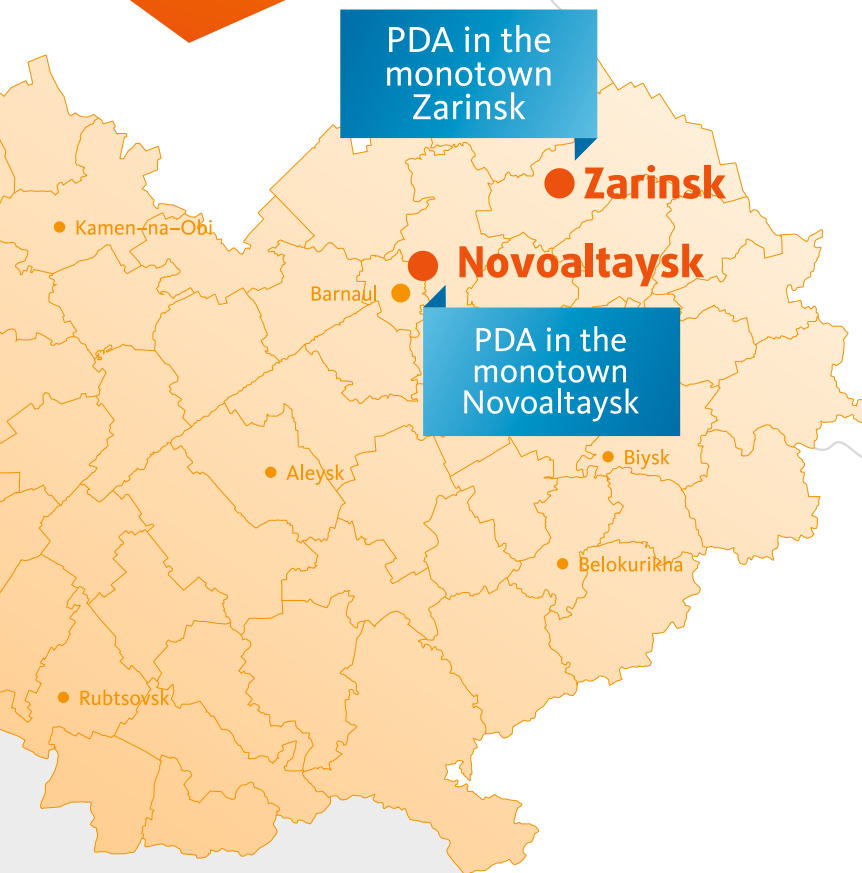 PDA in the
monotown
Zarinsk
Zarinsk
Kamen–na–Obi
Novoaltaysk
Barnaul
PDA in the
monotown
Novoaltaysk
Biysk
Aleysk
Belokurikha
Rubtsovsk